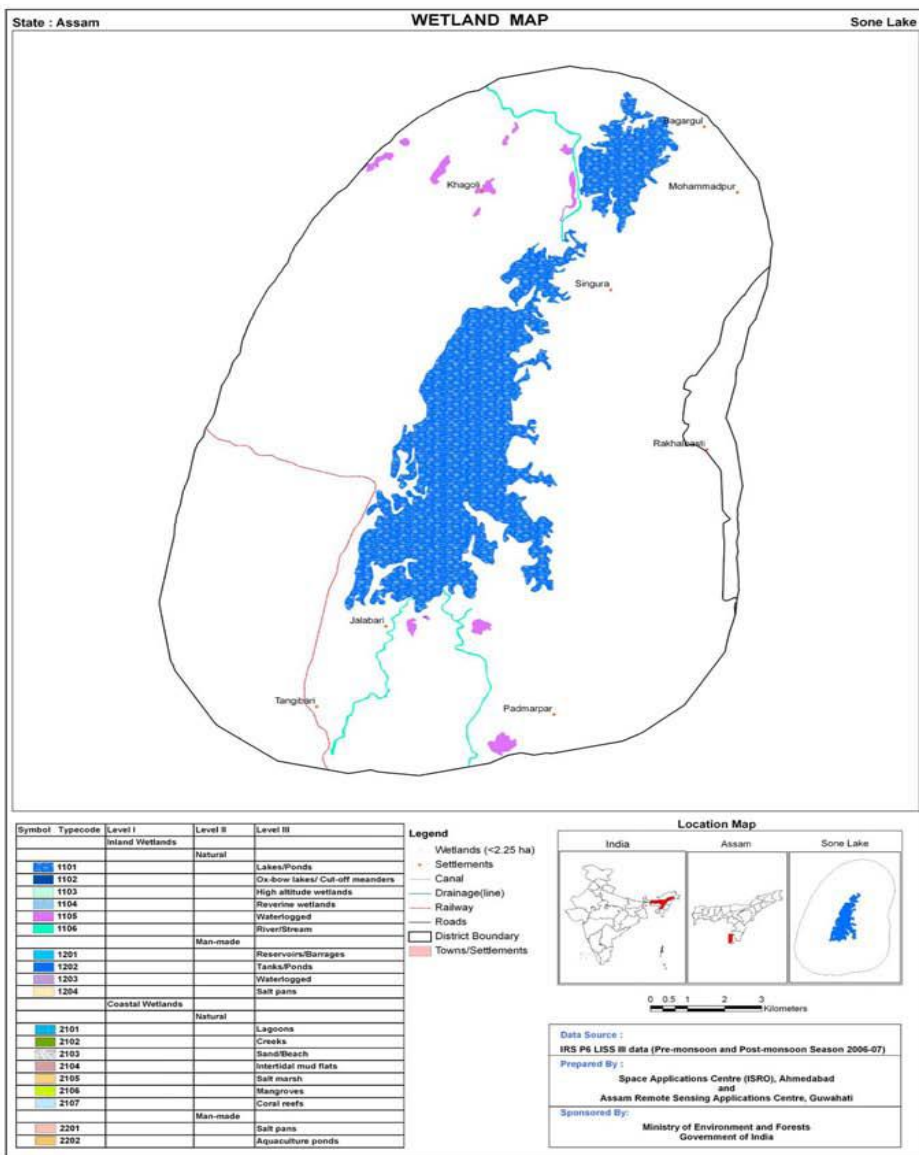 State : Assam
WETLAND MAP
Sone Lake
Bagargul
Mohammadpur
Khagoli
Singura
Rakhalbasti
Jalabari
Tangibari
Padmarpar
Symbol Typecode Level I Level II Level III
Inland Wetlands
Natural
1101 Lakes/Ponds
1102 Ox-bow lakes/ Cut-off meanders
1103 High altitude wetlands
1104 Reverine wetlands
1105 Waterlogged
1106 River/Stream
Man-made
1201 Reservoirs/Barrages
1202 Tanks/Ponds
1203 Waterlogged
1204 Salt pans
Coastal Wetlands
Natural
2101 Lagoons
2102 Creeks
2103 Sand/Beach
2104 Intertidal mud flats
2105 Salt marsh
2106 Mangroves
2107 Coral reefs
Man-made
2201 Salt pans
2202 Aquaculture ponds
Legend
Wetlands (<2.25 ha)
Settlements
Canal
Drainage(line)
Railway
Roads
District Boundary
Towns/Settlements
Location Map
India
Assam
Sone Lake
0 0.5 1 2 3
Kilometers
Data Source :
IRS P6 LISS III data (Pre-monsoon and Post-monsoon Season 2006-07)
Prepared By :
Space Applications Centre (ISRO), Ahmedabad
and
Assam Remote Sensing Applications Centre, Guwahati
Sponsored By:
Ministry of Environment and Forests
Government of India